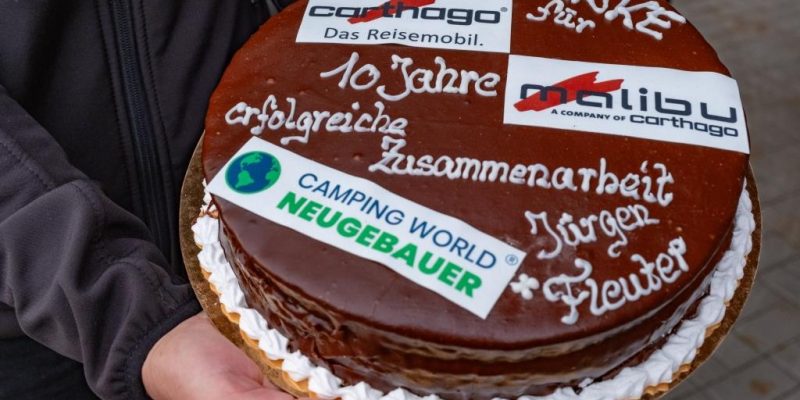 carthago®
Das Reisemobil.
für
10 Jahre
malibu
A COMPANY OF carthago
erfolgreiche
Zusammenarbeit
CAMPING WORLD
NEUGEBAUER®
Jürgen
Fleuter